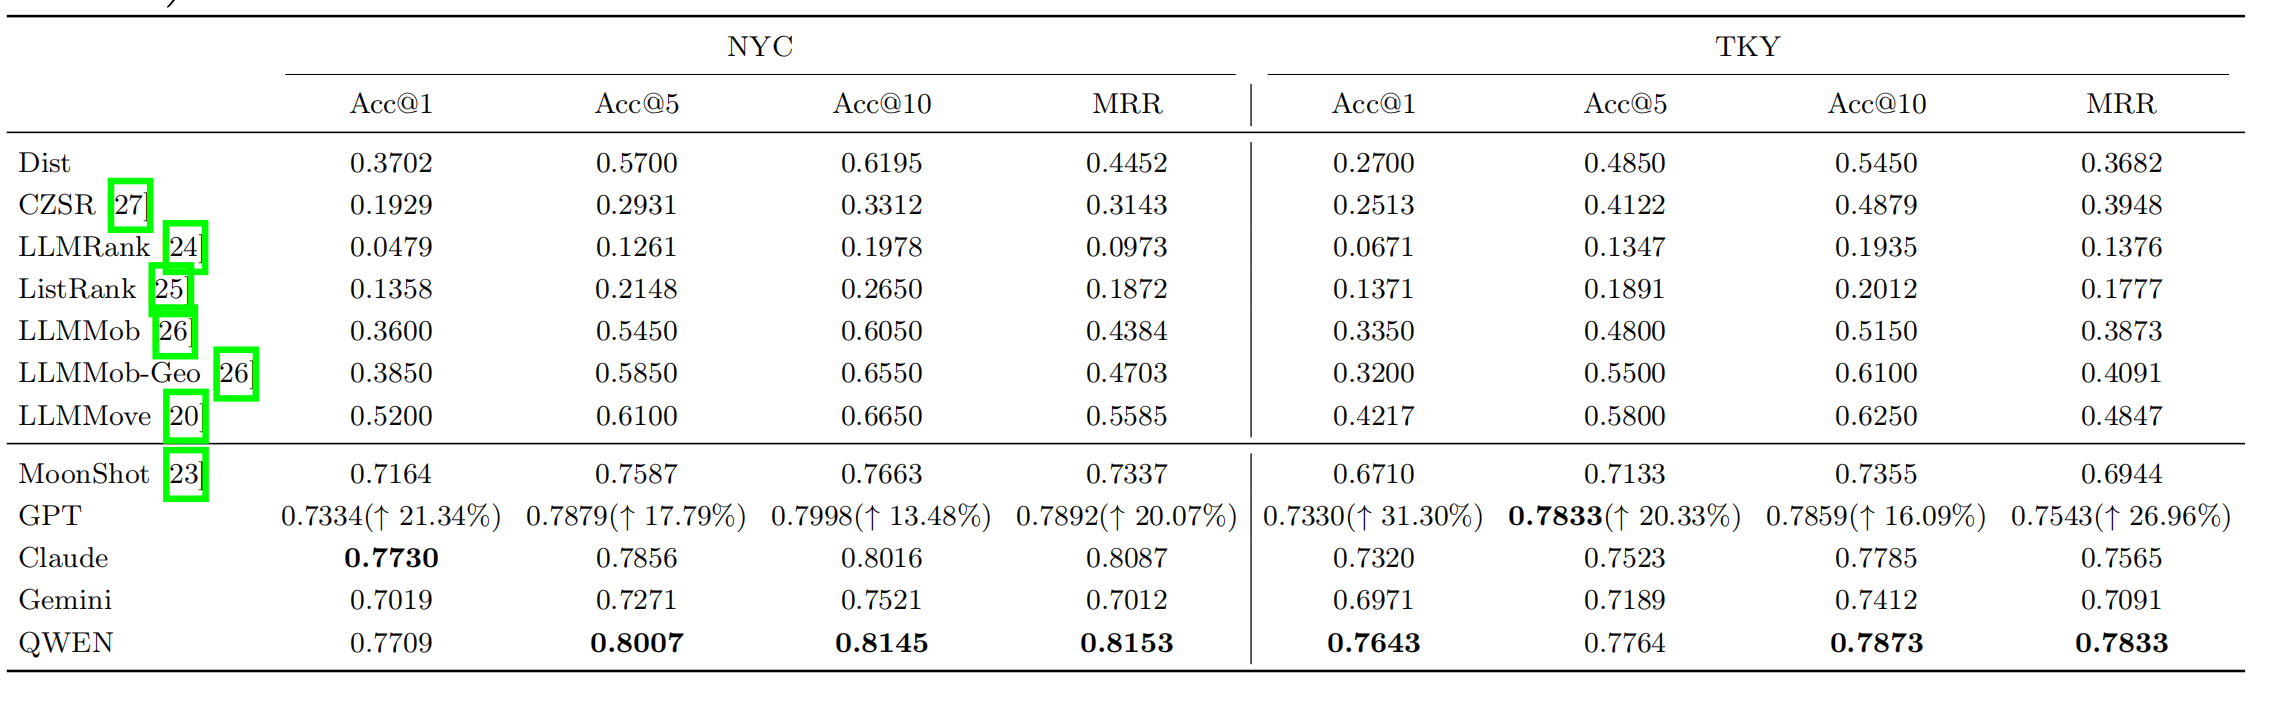 NYC TKY
Acc@1 Acc@5 Acc@10 MRR Acc@1 Acc@5 Acc@10 MRR
Dist 0.3702 0.5700 0.6195 0.4452 0.2700 0.4850 0.5450 0.3682
CZSR 27] 0.1929 0.2931 0.3312 0.3143 0.2513 0.4122 0.4879 0.3948
LLMRank 24] 0.0479 0.1261 0.1978 0.0973 0.0671 0.1347 0.1935 0.1376
ListRank 25] 0.1358 0.2148 0.2650 0.1872 0.1371 0.1891 0.2012 0.1777
LLMMob 26] 0.3600 0.5450 0.6050 0.4384 0.3350 0.4800 0.5150 0.3873
LLMMob-Geo 26] 0.3850 0.5850 0.6550 0.4703 0.3200 0.5500 0.6100 0.4091
LLMMove 20] 0.5200 0.6100 0.6650 0.5585 0.4217 0.5800 0.6250 0.4847
MoonShot 23] 0.7164 0.7587 0.7663 0.7337 0.6710 0.7133 0.7355 0.6944
GPT 0.7334(↑ 21.34%) 0.7879(↑ 17.79%) 0.7998(↑ 13.48%) 0.7892(↑ 20.07%) 0.7330(↑ 31.30%) 0.7833(↑ 20.33%) 0.7859(↑ 16.09%) 0.7543(↑ 26.96%)
Claude 0.7730 0.7856 0.8016 0.8087 0.7320 0.7523 0.7785 0.7565
Gemini 0.7019 0.7271 0.7521 0.7012 0.6971 0.7189 0.7412 0.7091
QWEN 0.7709 0.8007 0.8145 0.8153 0.7643 0.7764 0.7873 0.7833